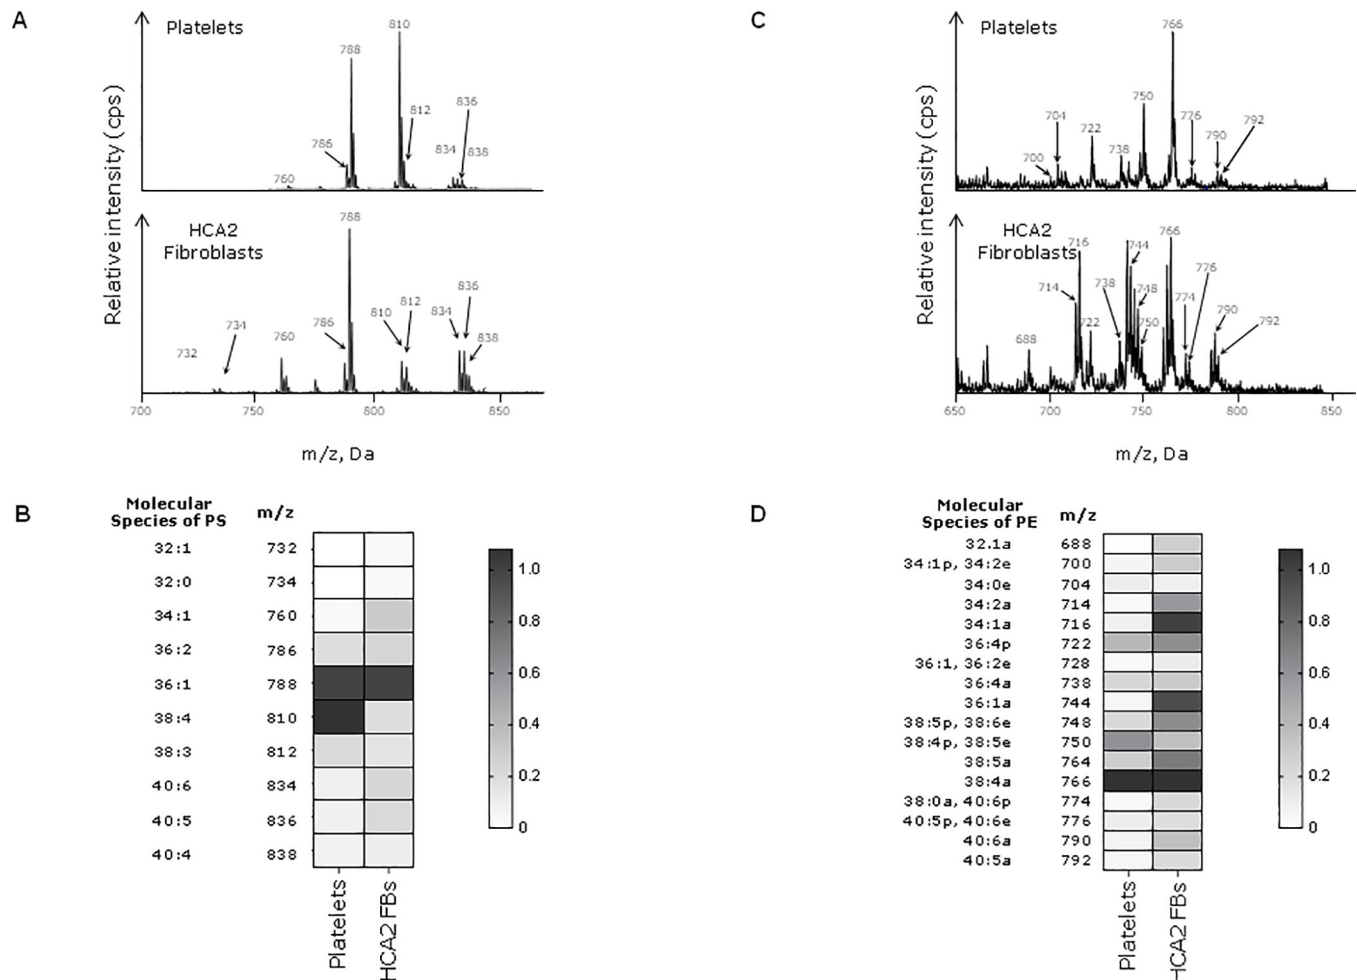 A
Platelets
Relative intensity (cps)
760
786
788
810
812
834
836
838
HCA2
Fibroblasts
732
734
760
786
788
810
812
834
836
838
700
750
800
850
m/z, Da
B
Molecular
Species of PS
m/z
32:1 732
32:0 734
34:1 760
36:2 786
36:1 788
38:4 810
38:3 812
40:6 834
40:5 836
40:4 838
Platelets
HCA2 FBs
1.0
0.8
0.6
0.4
0.2
0
C
Platelets
Relative intensity (cps)
700
704
722
738
750
766
776
790
792
HCA2
Fibroblasts
688
714
716
722
738
744
748
750
766
774
776
790
792
650
700
750
800
850
m/z, Da
D
Molecular
Species of PE
m/z
32.1a 688
34:1p, 34:2e 700
34:0e 704
34:2a 714
34:1a 716
36:4p 722
36:1, 36:2e 728
36:4a 738
36:1a 744
38:5p, 38:6e 748
38:4p, 38:5e 750
38:5a 764
38:4a 766
38:0a, 40:6p 774
40:5p, 40:6e 776
40:6a 790
40:5a 792
Platelets
HCA2 FBs
1.0
0.8
0.6
0.4
0.2
0